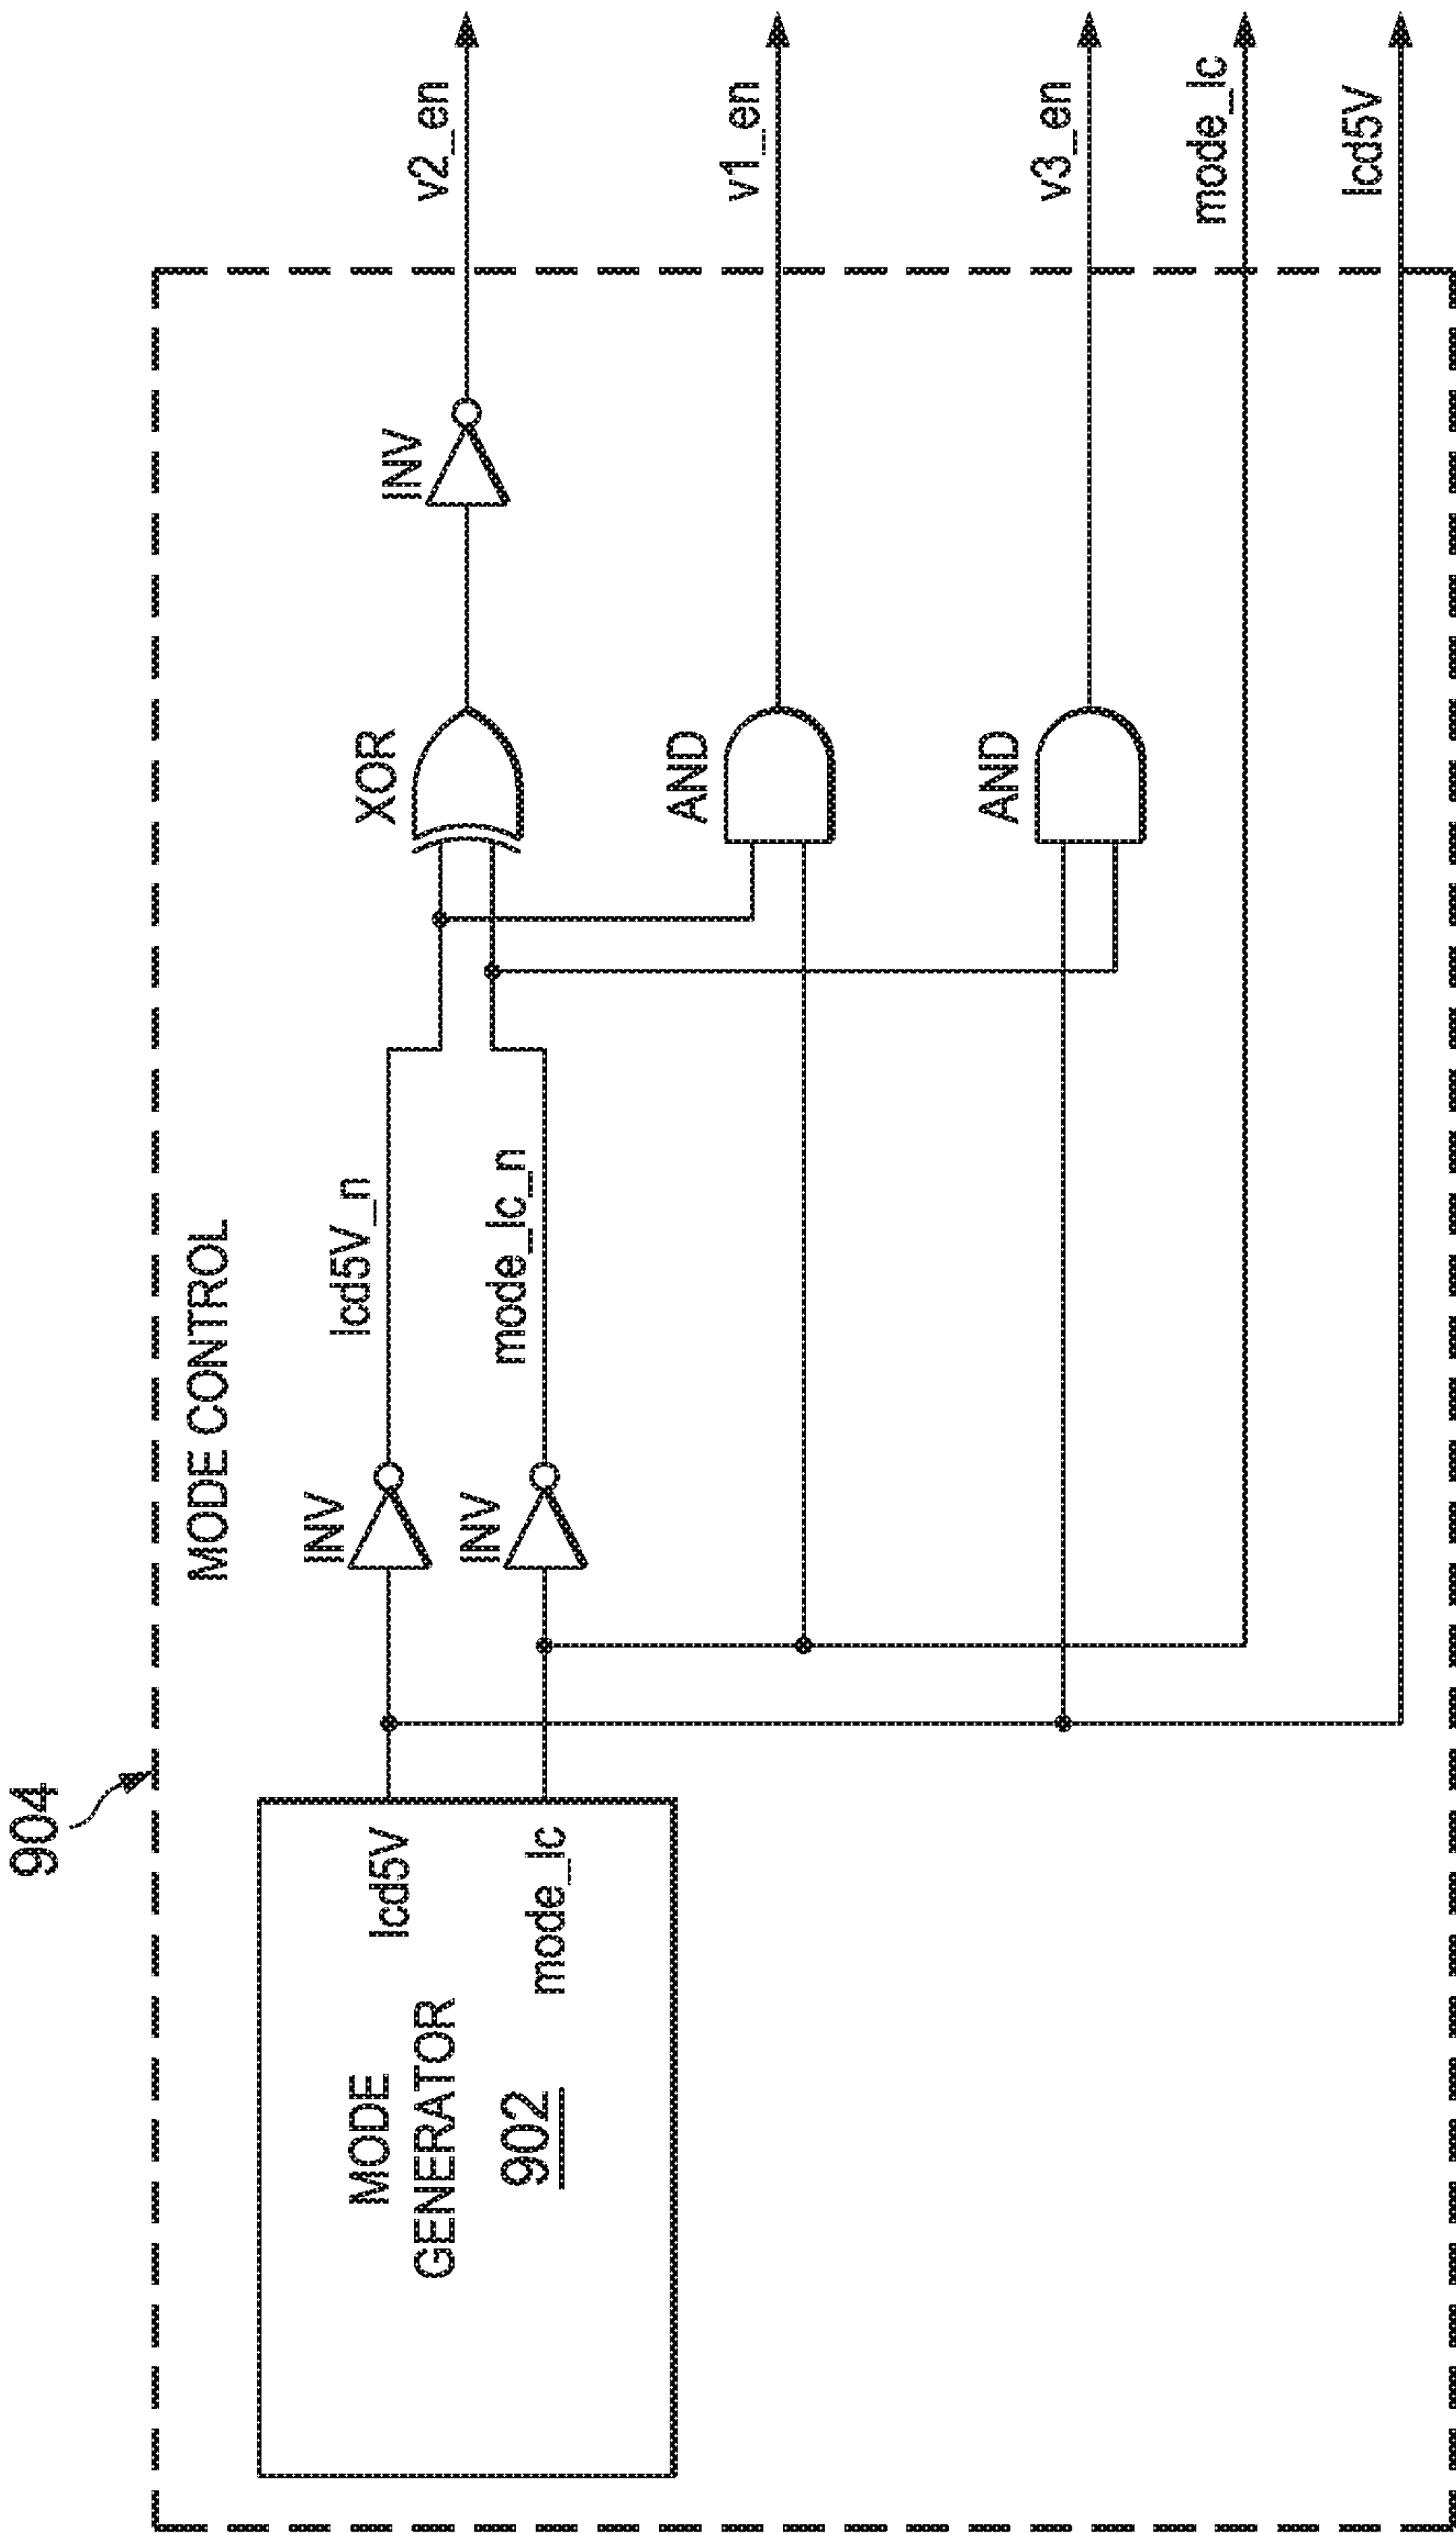 904
MODE CONTROL
MODE
GENERATOR
902
lcd5V
mode_lc
INV
INV
lcd5V_n
mode_lc_n
XOR
AND
AND
INV
v2_en
v1_en
v3_en
mode_lc
lcd5V